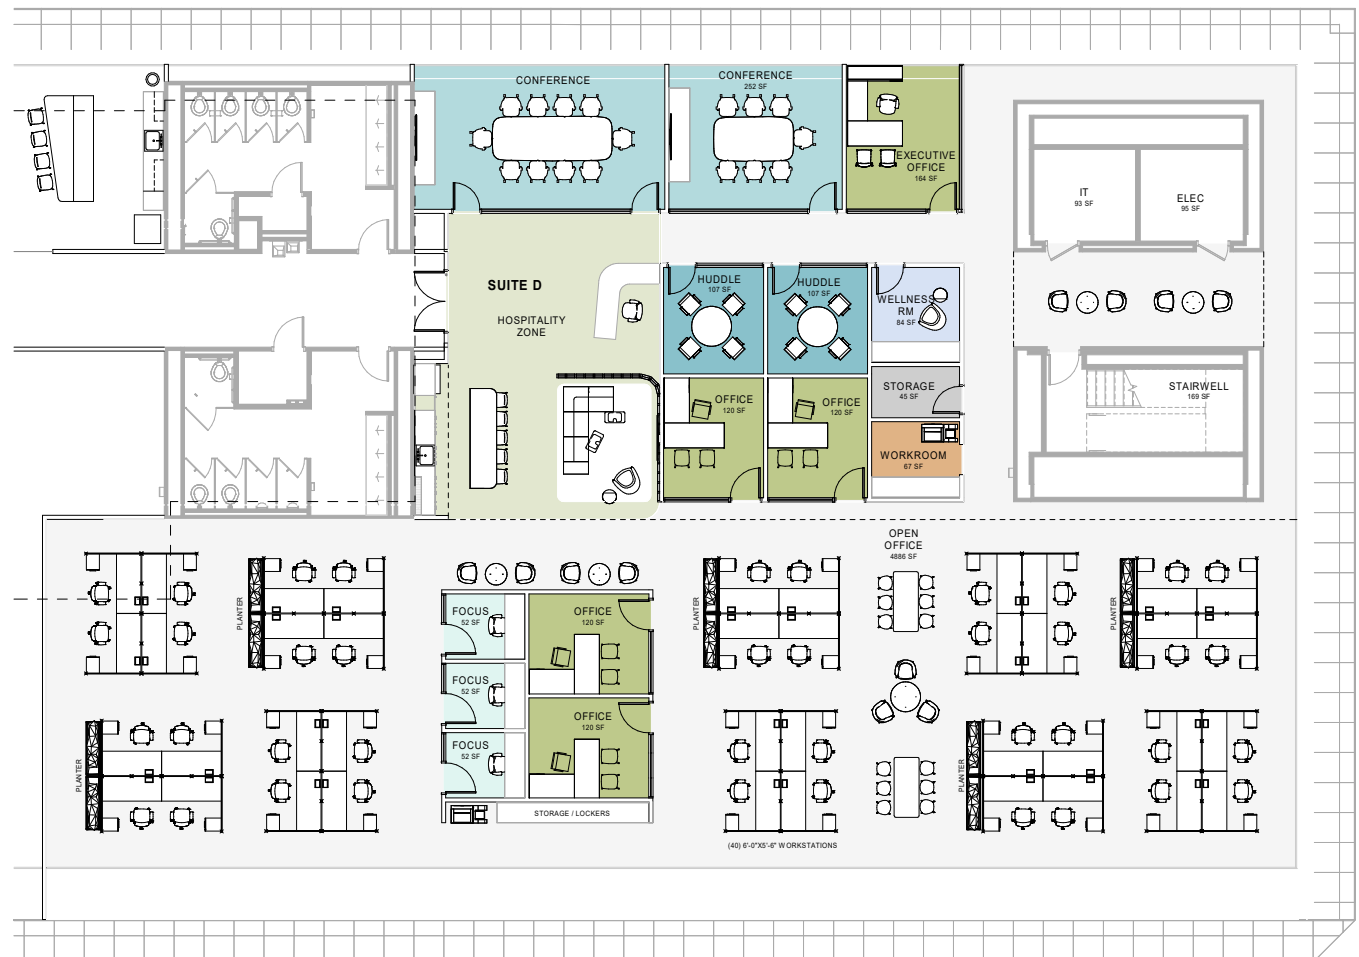 CONFERENCE
CONFERENCE
252 SF
EXECUTIVE
OFFICE
164 SF
IT
93 SF
ELEC
95 SF
SUITE D
HOSPITALITY
ZONE
HUDDLE
107 SF
HUDDLE
107 SF
WELLNESS
RM
84 SF
OFFICE
120 SF
OFFICE
120 SF
STORAGE
45 SF
STAIRWELL
169 SF
WORKROOM
67 SF
OPEN
OFFICE
4886 SF
PLANTER
FOCUS
52 SF
OFFICE
120 SF
PLANTER
PLANTER
FOCUS
52 SF
OFFICE
120 SF
FOCUS
52 SF
PLANTER
PLANTER
STORAGE / LOCKERS
(40) 6'-0"X5'-6" WORKSTATIONS